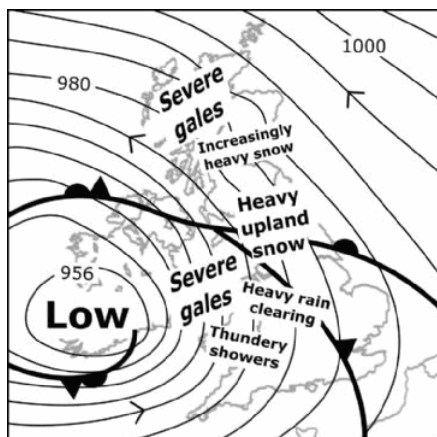 1000
980
Severe
gales
Increasingly
heavy snow
Heavy
upland
snow
956
Severe
gales
Low
Heavy rain
clearing
Thundery
showers